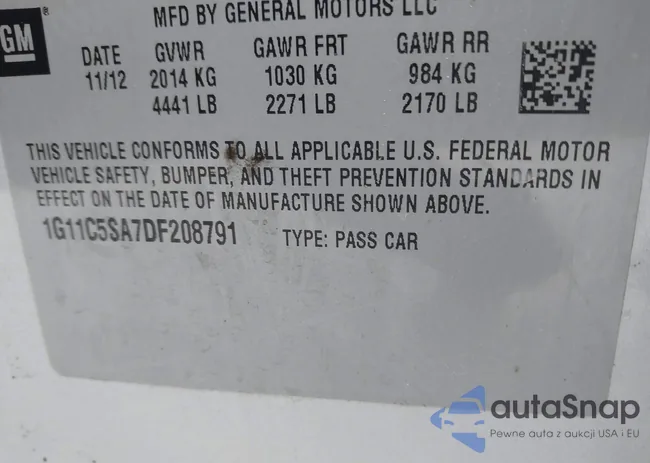 MFD BY GENERAL MOTORS LLC
GM
DATE GVWR GAWR FRT GAWR RR
11/12 2014 KG 1030 KG 984 KG
4441 LB 2271 LB 2170 LB
THIS VEHICLE CONFORMS TO ALL APPLICABLE U.S. FEDERAL MOTOR
VEHICLE SAFETY, BUMPER, AND THEFT PREVENTION STANDARDS IN
EFFECT ON THE DATE OF MANUFACTURE SHOWN ABOVE.
1G11C5SA7DF208791 TYPE: PASS CAR
autaSnap
Pewne auta z aukcji USA i EU